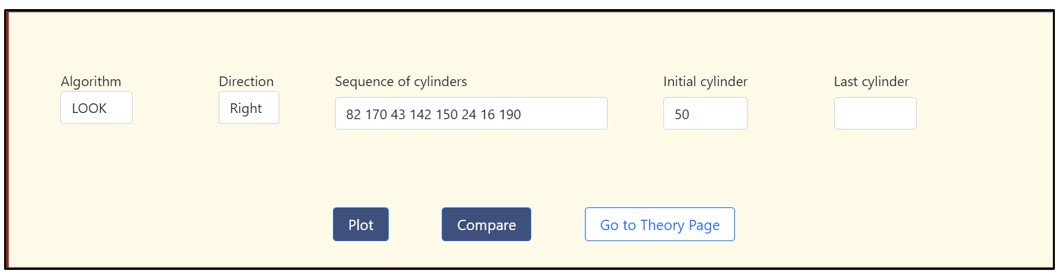 Algorithm Direction Sequence of cylinders Initial cylinder Last cylinder
LOOK Right 82 170 43 142 150 24 16 190 50
Plot Compare Go to Theory Page